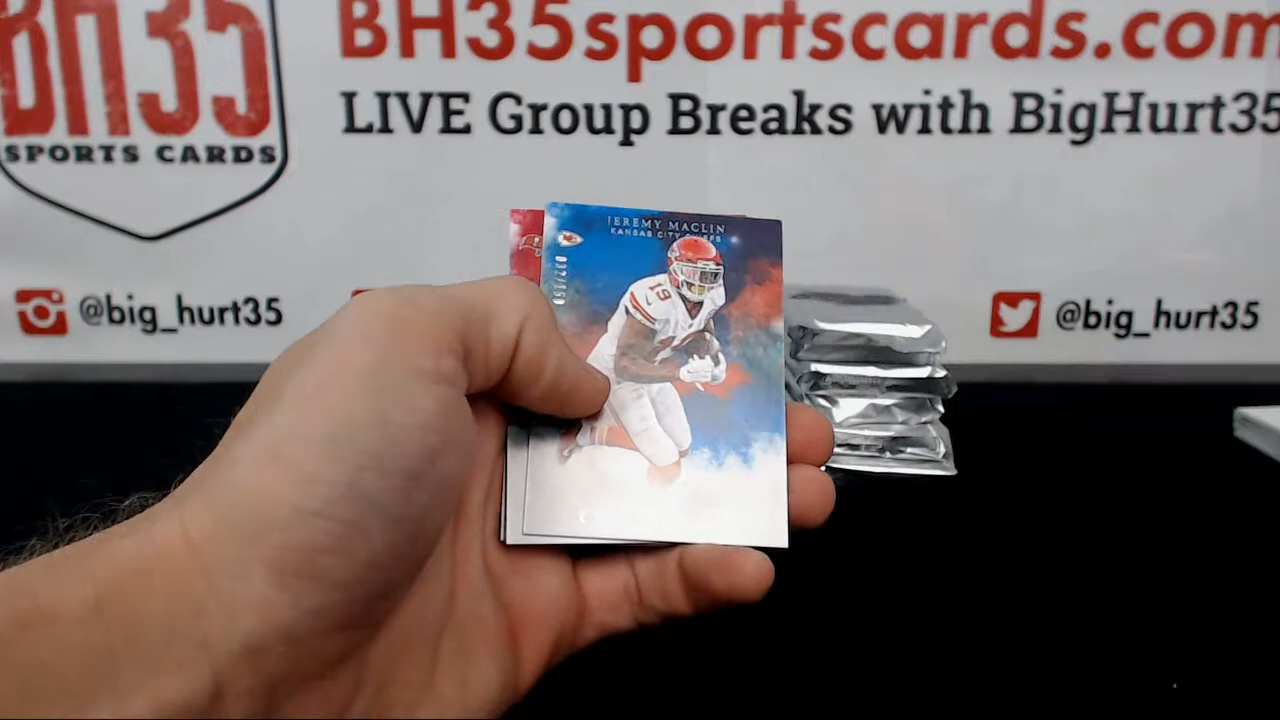 BH35
SPORTS CARDS
BH35sportscards.com
LIVE Group Breaks with BigHurt35
@big_hurt35
@big_hurt35
JEREMY MACLIN
KANSAS CITY CHIEFS
19